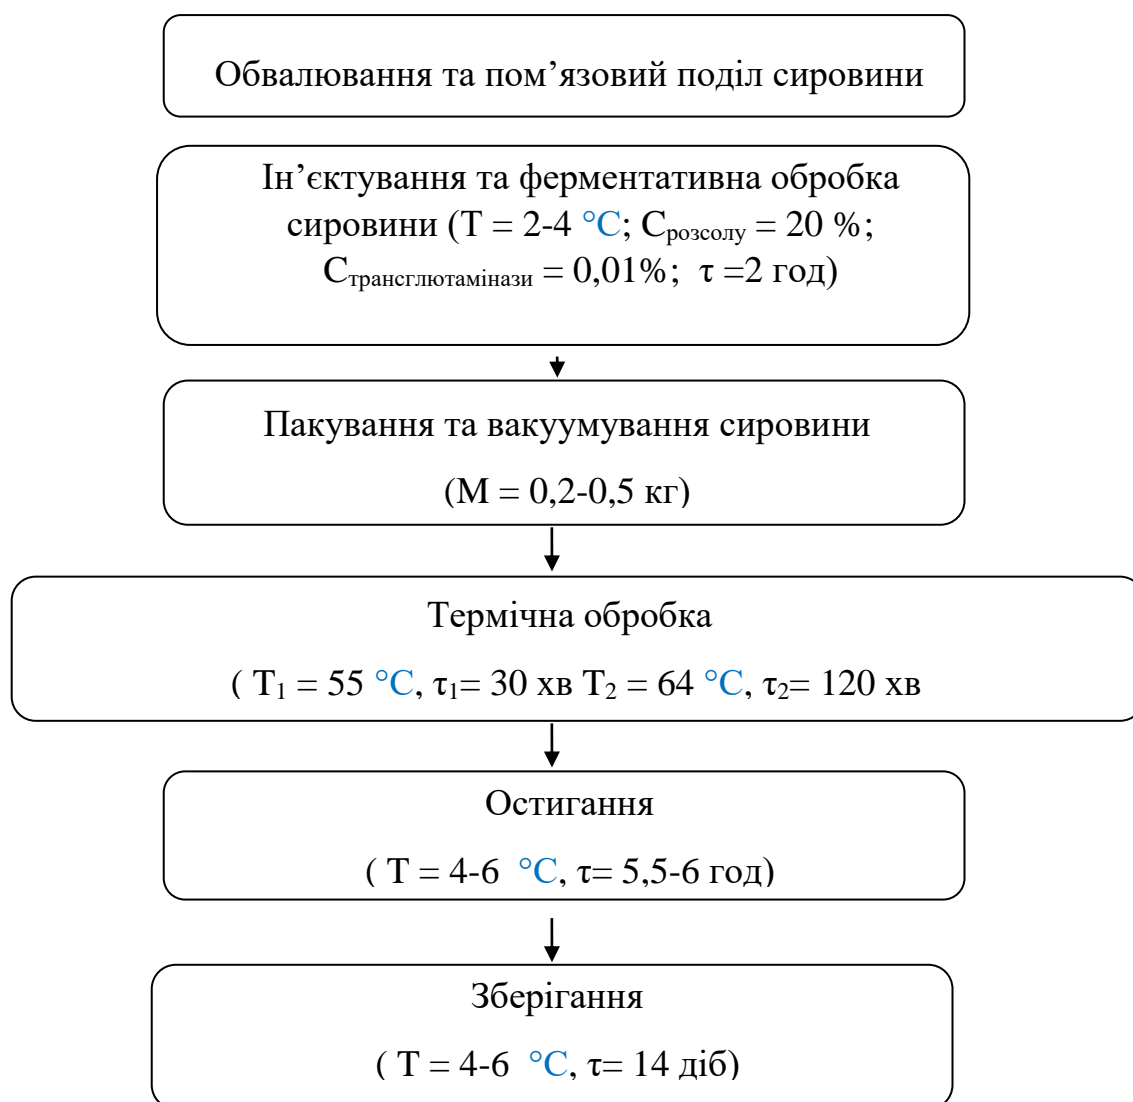 Обвалювання та пом’язовий поділ сировини
Ін’єктування та ферментативна обробка
сировини (Т = 2-4 °С; Срозсолу = 20 %;
Странсглютамінази = 0,01%; τ =2 год)
Пакування та вакуумування сировини
(М = 0,2-0,5 кг)
Термічна обробка
( Т1 = 55 °С, τ1= 30 хв Т2 = 64 °С, τ2= 120 хв
Остигання
( Т = 4-6 °С, τ= 5,5-6 год)
Зберігання
( Т = 4-6 °С, τ= 14 діб)